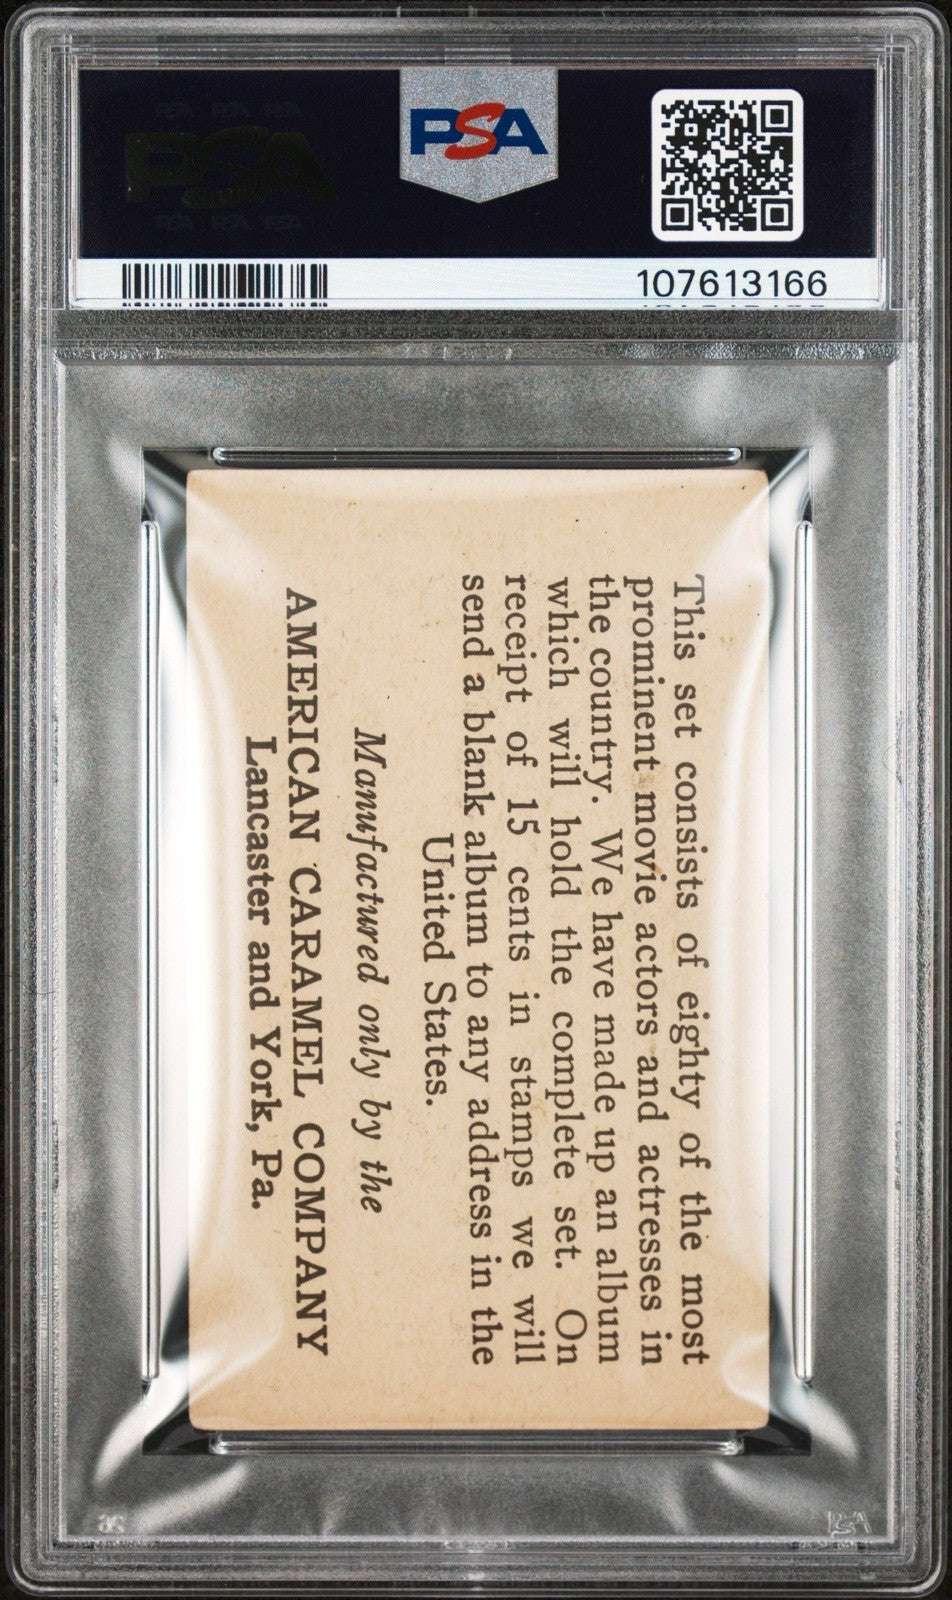 PSA
107613166
This set consists of eighty of the most
prominent movie actors and actresses in
the country. We have made up an album
which will hold the complete set. On
receipt of 15 cents in stamps we will
send a blank album to any address in the
United States.
Manufactured only by the
AMERICAN CARAMEL COMPANY
Lancaster and York, Pa.
PSA